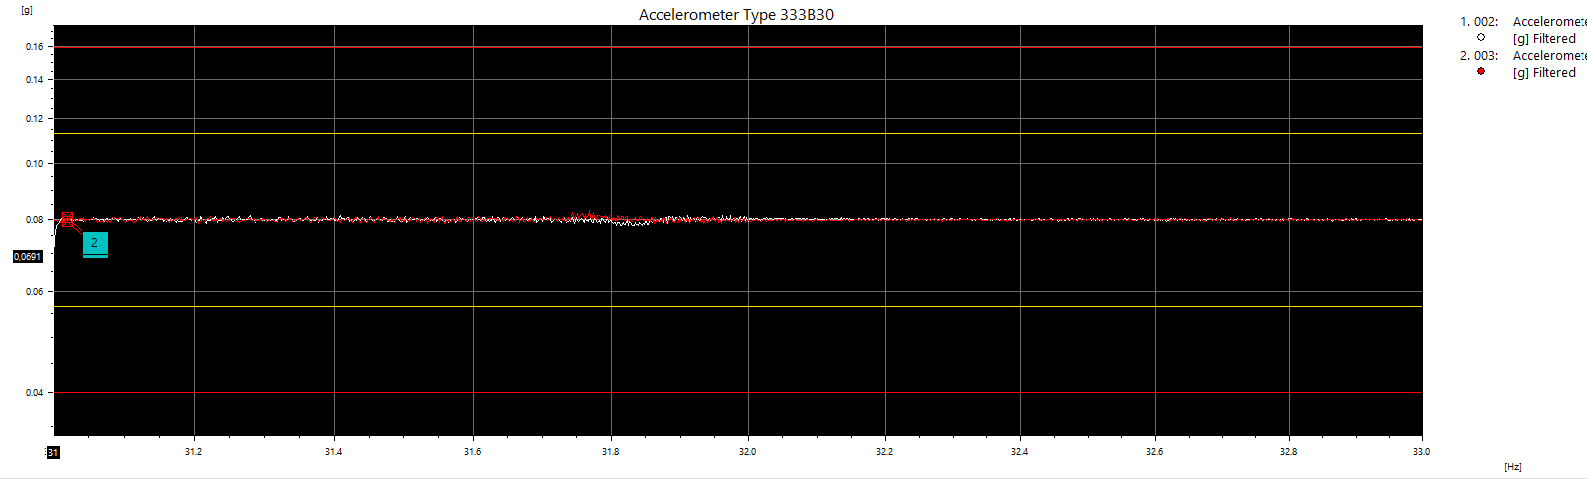 [g]
Accelerometer Type 333B30
1. 002: Acceleromete
[g] Filtered
2. 003: Acceleromete
[g] Filtered
0.16
0.14
0.12
0.10
0.08
2
0.0691
0.06
0.04
31
31.2
31.4
31.6
31.8
32.0
32.2
32.4
32.6
32.8
33.0
[Hz]